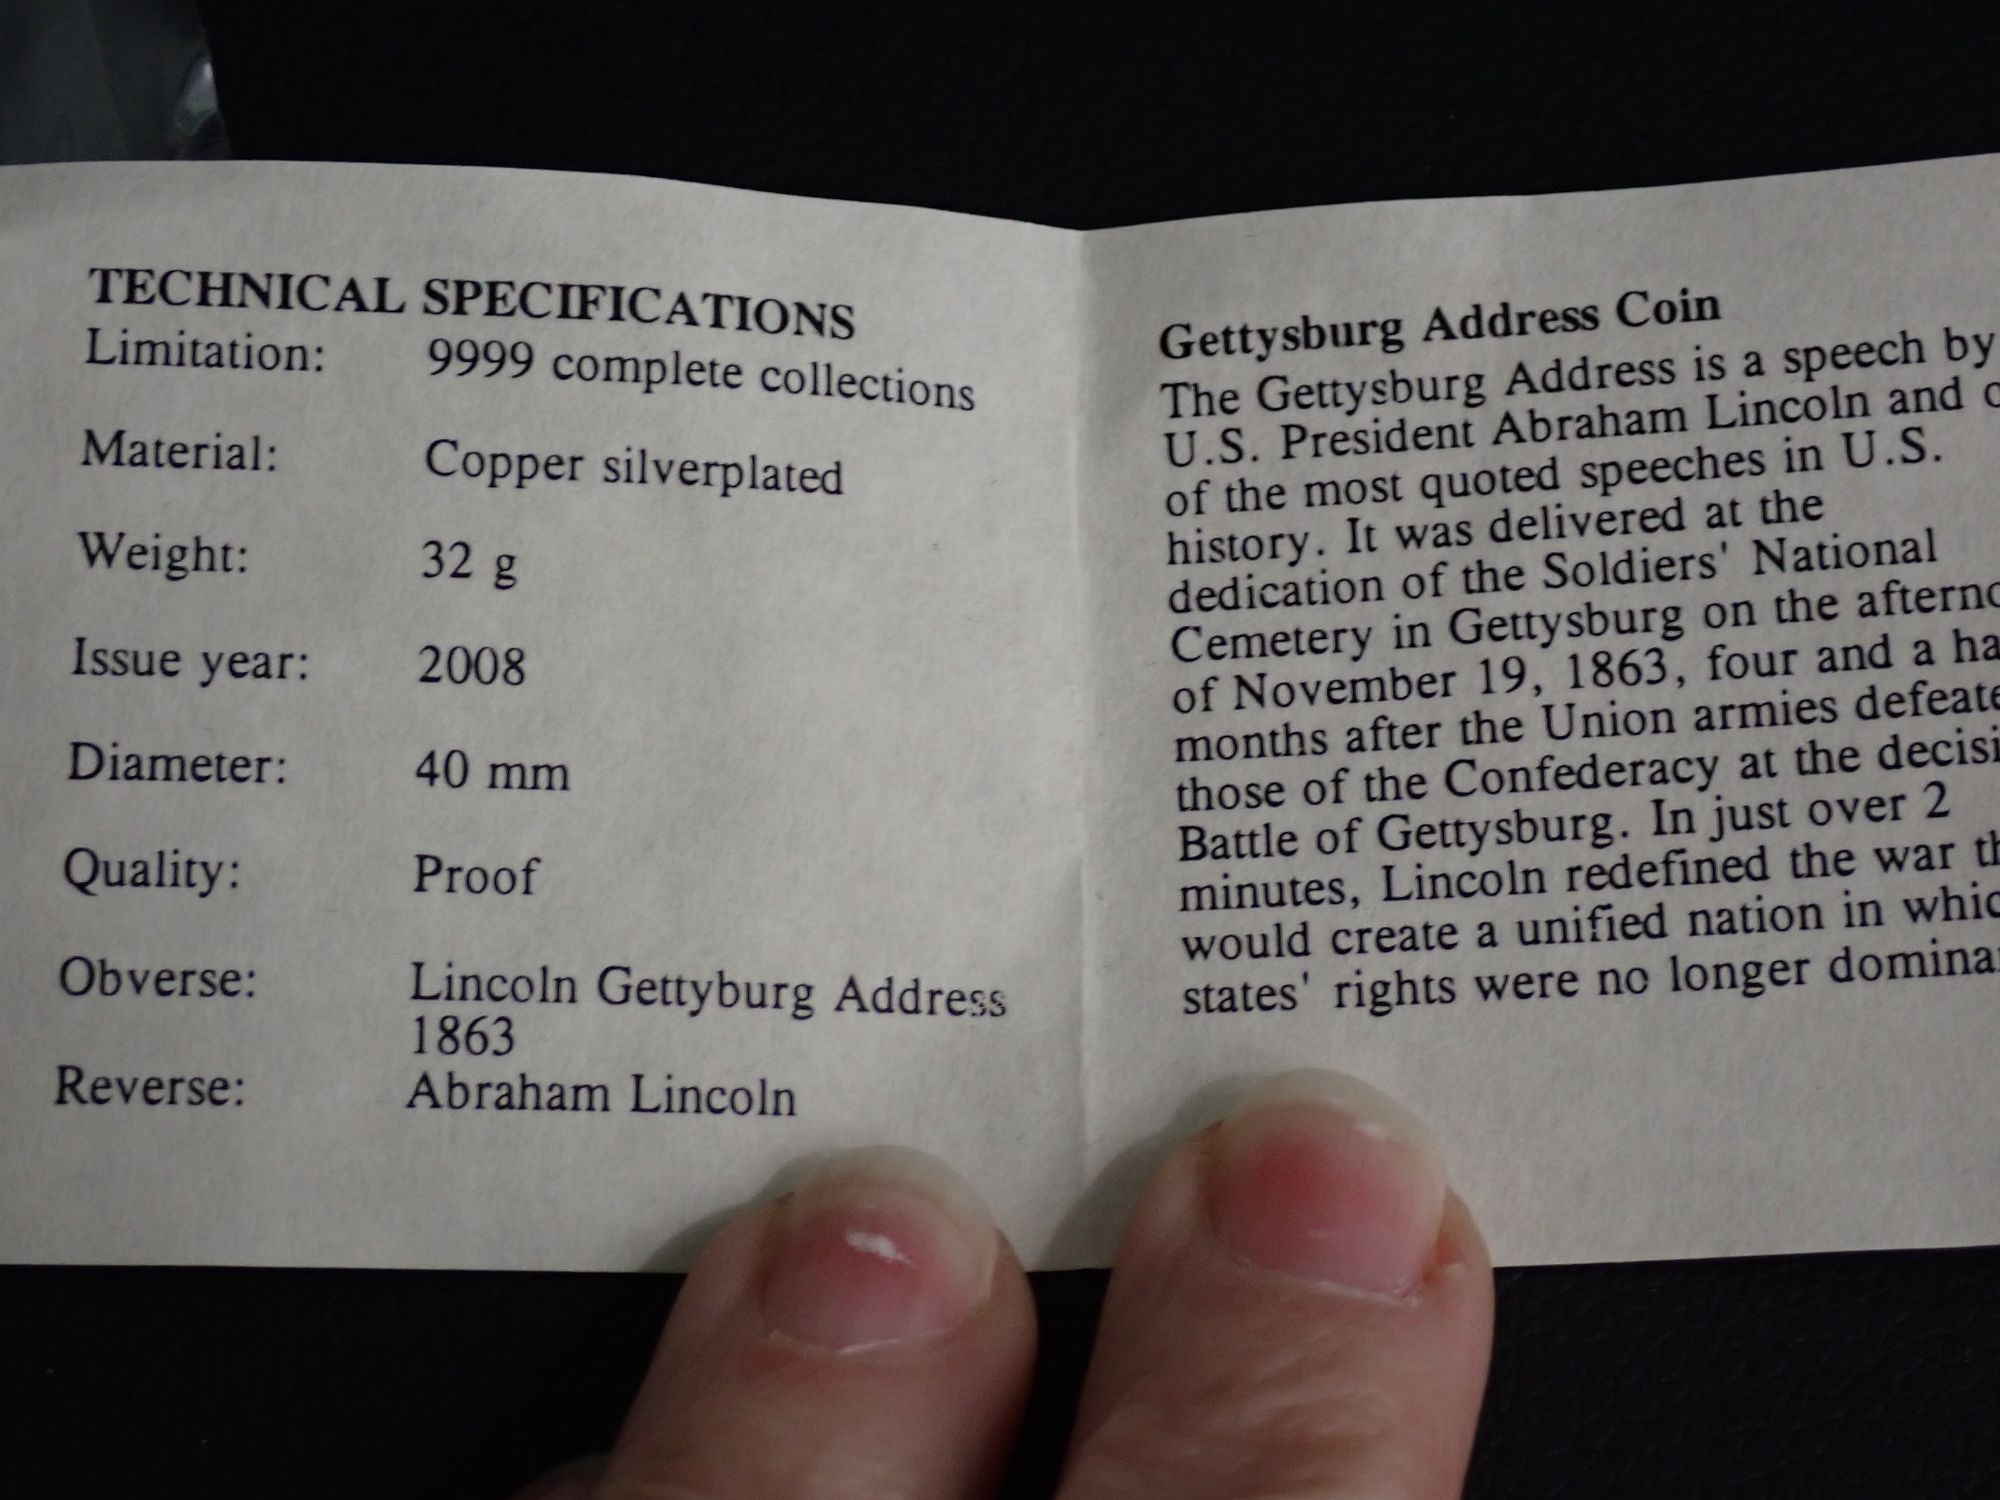 TECHNICAL SPECIFICATIONS
Limitation: 9999 complete collections
Material: Copper silverplated
Weight: 32 g
Issue year: 2008
Diameter: 40 mm
Quality: Proof
Obverse: Lincoln Gettyburg Address
1863
Reverse: Abraham Lincoln
Gettysburg Address Coin
The Gettysburg Address is a speech by
U.S. President Abraham Lincoln and
of the most quoted speeches in U.S.
history. It was delivered at the
dedication of the Soldiers' National
Cemetery in Gettysburg on the
of November 19, 1863, four and a
months after the Union armies
those of the Confederacy at the
Battle of Gettysburg. In just over 2
minutes, Lincoln redefined the war
would create a unified nation in
states' rights were no longer